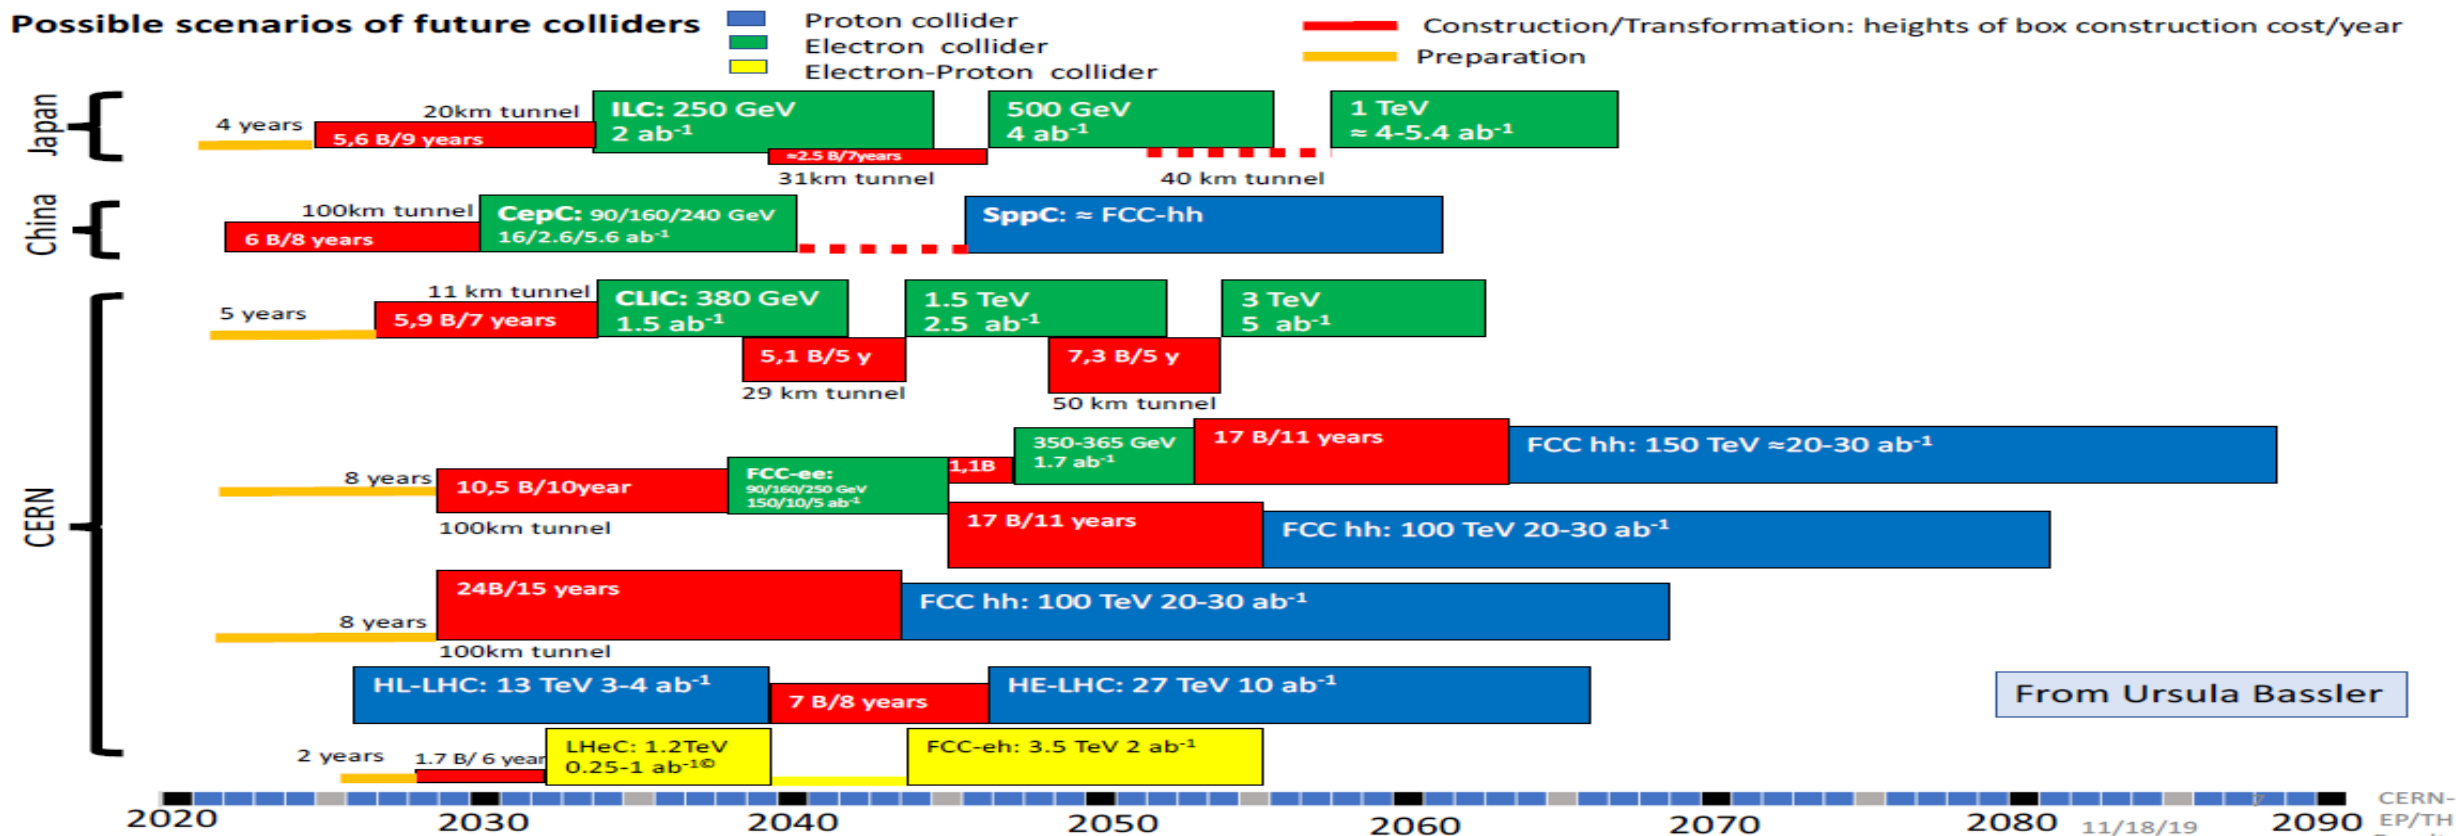 Possible scenarios of future colliders
Proton collider
Electron collider
Electron-Proton collider
Construction/Transformation: heights of box construction cost/year
Preparation
Japan
4 years
20km tunnel
5,6 B/9 years
ILC: 250 GeV
2 ab⁻¹
≈2.5 B/7years
31km tunnel
500 GeV
4 ab⁻¹
40 km tunnel
1 TeV
≈ 4-5.4 ab⁻¹
China
100km tunnel
6 B/8 years
CepC: 90/160/240 GeV
16/2.6/5.6 ab⁻¹
SppC: ≈ FCC-hh
CERN
5 years
11 km tunnel
5,9 B/7 years
CLIC: 380 GeV
1.5 ab⁻¹
5,1 B/5 y
29 km tunnel
1.5 TeV
2.5 ab⁻¹
7,3 B/5 y
50 km tunnel
3 TeV
5 ab⁻¹
8 years
10,5 B/10year
100km tunnel
FCC-ee:
90/160/250 GeV
150/10/5 ab⁻¹
1,1B
350-365 GeV
1.7 ab⁻¹
17 B/11 years
FCC hh: 150 TeV ≈20-30 ab⁻¹
17 B/11 years
FCC hh: 100 TeV 20-30 ab⁻¹
8 years
24B/15 years
100km tunnel
FCC hh: 100 TeV 20-30 ab⁻¹
HL-LHC: 13 TeV 3-4 ab⁻¹
7 B/8 years
HE-LHC: 27 TeV 10 ab⁻¹
From Ursula Bassler
2 years
1.7 B/ 6 year
LHeC: 1.2TeV
0.25-1 ab⁻¹©
FCC-eh: 3.5 TeV 2 ab⁻¹
2020
2030
2040
2050
2060
2070
2080
2090
11/18/19
CERN-
EP/TH